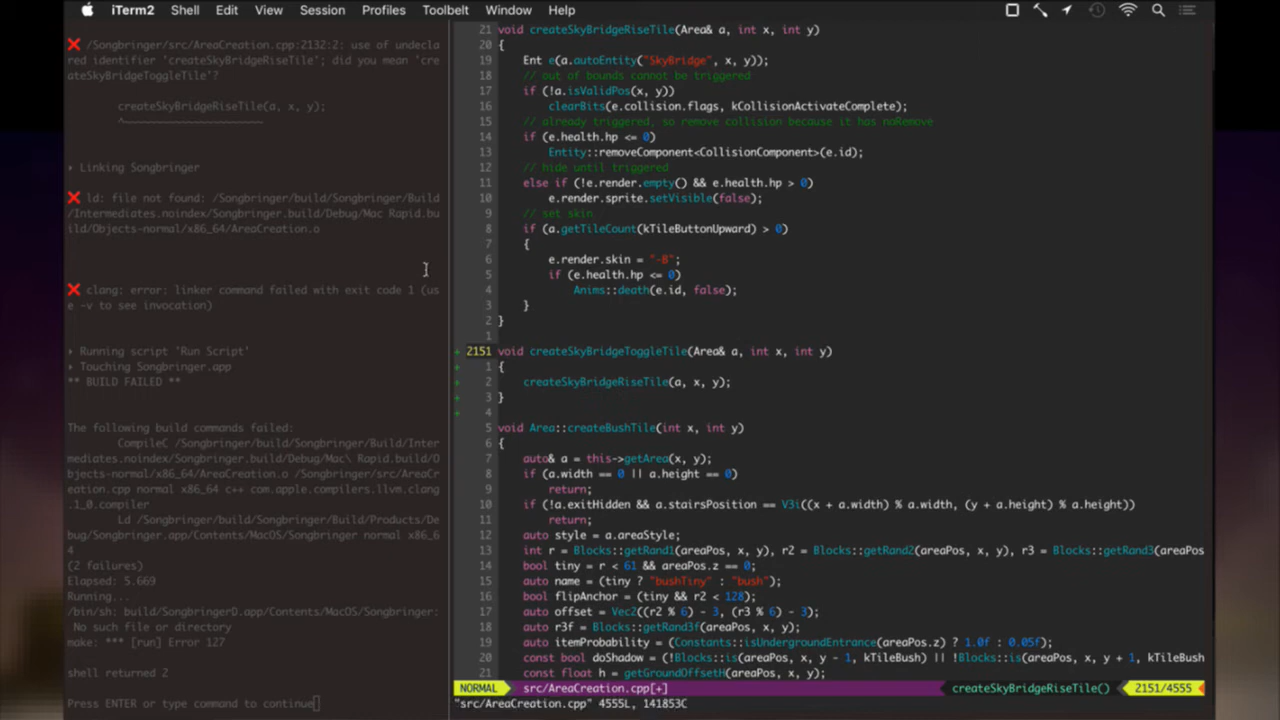 iTerm2 Shell Edit View Session Profiles Toolbelt Window Help
❌ /Songbringer/src/AreaCreation.cpp:2132:2: use of undecla
red identifier 'createSkyBridgeRiseTile'; did you mean 'cre
ateSkyBridgeToggleTile'?
createSkyBridgeRiseTile(a, x, y);
^~~~~~~~~~~~~~~~~~~~~~~
› Linking Songbringer
❌ ld: file not found: /Songbringer/build/Songbringer/Build
/Intermediates.noindex/Songbringer.build/Debug/Mac Rapid.bu
ild/Objects-normal/x86_64/AreaCreation.o
❌ clang: error: linker command failed with exit code 1 (us
e -v to see invocation)
› Running script 'Run Script'
› Touching Songbringer.app
** BUILD FAILED **
The following build commands failed:
CompileC /Songbringer/build/Songbringer/Build/Inter
mediates.noindex/Songbringer.build/Debug/Mac\ Rapid.build/O
bjects-normal/x86_64/AreaCreation.o /Songbringer/src/AreaCr
eation.cpp normal x86_64 c++ com.apple.compilers.llvm.clang
.1_0.compiler
Ld /Songbringer/build/Songbringer/Build/Products/De
bug/Songbringer.app/Contents/MacOS/Songbringer normal x86_6
4
(2 failures)
Elapsed: 5.669
Running...
/bin/sh: build/SongbringerD.app/Contents/MacOS/Songbringer:
No such file or directory
make: *** [run] Error 127
shell returned 2
Press ENTER or type command to continue
21 void createSkyBridgeRiseTile(Area& a, int x, int y)
20 {
19 Ent e(a.autoEntity("SkyBridge", x, y));
18 // out of bounds cannot be triggered
17 if (!a.isValidPos(x, y))
16 clearBits(e.collision.flags, kCollisionActivateComplete);
15 // already triggered, so remove collision because it has noRemove
14 if (e.health.hp <= 0)
13 Entity::removeComponent<CollisionComponent>(e.id);
12 // hide until triggered
11 else if (!e.render.empty() && e.health.hp > 0)
10 e.render.sprite.setVisible(false);
9 // set skin
8 if (a.getTileCount(kTileButtonUpward) > 0)
7 {
6 e.render.skin = "-B";
5 if (e.health.hp <= 0)
4 Anims::death(e.id, false);
3 }
2 }
1
+ 2151 void createSkyBridgeToggleTile(Area& a, int x, int y)
+ 1 {
+ 2 createSkyBridgeRiseTile(a, x, y);
+ 3 }
+ 4
5 void Area::createBushTile(int x, int y)
6 {
7 auto& a = this->getArea(x, y);
8 if (a.width == 0 || a.height == 0)
9 return;
10 if (!a.exitHidden && a.stairsPosition == V3i((x + a.width) % a.width, (y + a.height) % a.height))
11 return;
12 auto style = a.areaStyle;
13 int r = Blocks::getRand1(areaPos, x, y), r2 = Blocks::getRand2(areaPos, x, y), r3 = Blocks::getRand3(areaPos
14 bool tiny = r < 61 && areaPos.z == 0;
15 auto name = (tiny ? "bushTiny" : "bush");
16 bool flipAnchor = (tiny && r2 < 128);
17 auto offset = Vec2((r2 % 6) - 3, (r3 % 6) - 3);
18 auto r3f = Blocks::getRand3f(areaPos, x, y);
19 auto itemProbability = (Constants::isUndergroundEntrance(areaPos.z) ? 1.0f : 0.05f);
20 const bool doShadow = (!Blocks::is(areaPos, x, y - 1, kTileBush) || !Blocks::is(areaPos, x, y + 1, kTileBush
21 const float h = getGroundOffsetH(areaPos, x, y);
NORMAL src/AreaCreation.cpp[+] createSkyBridgeRiseTile() 2151/4555
"src/AreaCreation.cpp" 4555L, 141853C